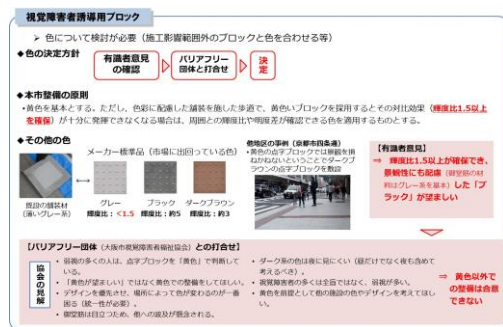 視覚障害者誘導用ブロック
➢ 色について検討が必要（施工影響範囲外のブロックと色を合わせる等）
◆色の決定方針
有識者意見
の確認
バリアフリー
団体と打合せ
決
定
◆本市整備の原則
・黄色を基本とする。ただし、色彩に配慮した舗装を施した歩道で、黄色いブロックを採用するとその対比効果（輝度比1.5以上
を確保）が十分に発揮できなくなる場合は、周囲との輝度比や明度差が確認できる色を適用するものとする。
◆その他の色
メーカー標準品（市場に出回っている色）
既設の舗装材
（薄いグレー系）
グレー
輝度比：<1.5
ブラック
輝度比：約5
ダークブラウン
輝度比：約3
他地区の事例（京都市四条通）
・黄色の点字ブロックでは景観を損
ねかねないということでダークブ
ラウンの点字ブロックを敷設
【有識者意見】
⇒ 輝度比1.5以上が確保でき、
景観性にも配慮（御堂筋の材
料はグレー系を基本）した「ブ
ラック」が望ましい
【バリアフリー団体（大阪市視覚障害者福祉協会）との打合せ】
協会の見解
・弱視の多くの人は、点字ブロックを「黄色」で判断して
いる。
・「黄色が望ましい」ではなく黄色での整備をしてほしい。
・デザインを優先させ、場所によって色が変わるのが一番
困る（統一性が必要）。
・御堂筋は目立つため、他への波及が懸念される。
・ダーク系の色は夜に見にくい（昼だけでなく夜も含めて
考えるべき）。
・視覚障害者の多くは全盲ではなく、弱視が多い。
・黄色を前提として他の施設の色やデザインを考えてほし
い。
⇒ 黄色以外で
の整備は合意
できない